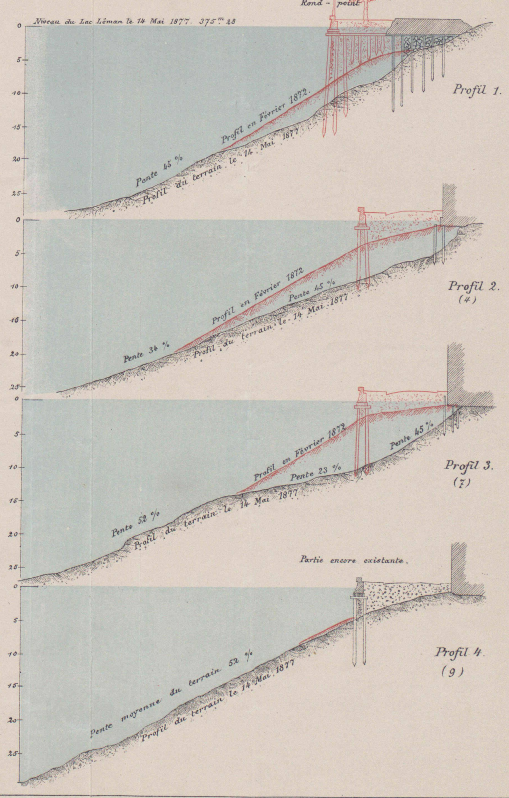 Rond - point
Niveau du Lac Léman le 14 Mai 1877. 375m 28
0
5
10
15
20
25
Profil en Février 1872.
Pente 45 %
Profil du terrain le 14 Mai 1877
Profil 1.
0
5
10
15
20
25
Profil en Février 1872
Pente 45 %
Pente 34 %
Profil du terrain le 14 Mai 1877
Profil 2.
(4)
0
5
10
15
20
25
Profil en Février 1872
Pente 45 %
Pente 23 %
Pente 52 %
Profil du terrain le 14 Mai 1877
Profil 3.
(7)
Partie encore existante.
0
5
10
15
20
25
Pente moyenne du terrain 52 %
Profil du terrain le 14 Mai 1877
Profil 4.
(9)